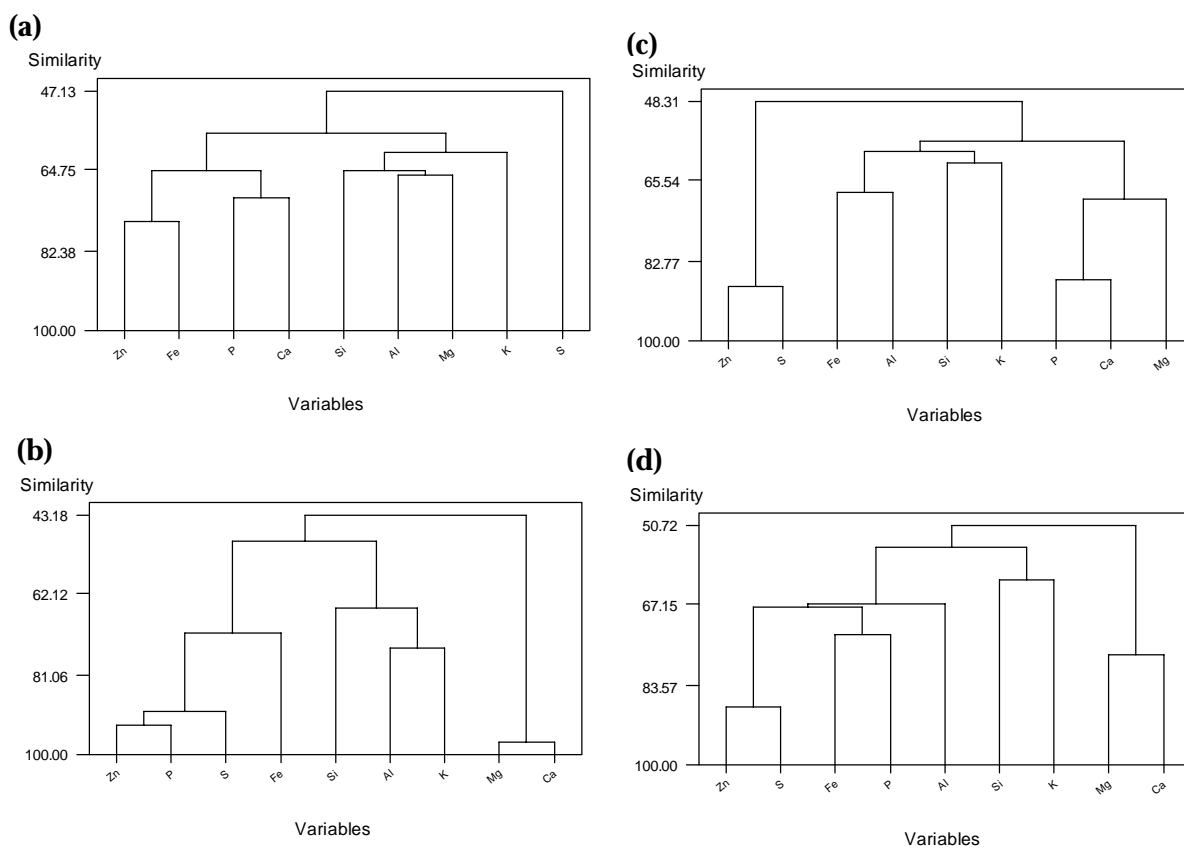 (a)
Similarity
47.13
64.75
82.38
100.00
Zn Fe P Ca Si Al Mg K S
Variables
(b)
Similarity
43.18
62.12
81.06
100.00
Zn P S Fe Si Al K Mg Ca
Variables
(c)
Similarity
48.31
65.54
82.77
100.00
Zn S Fe Al Si K P Ca Mg
Variables
(d)
Similarity
50.72
67.15
83.57
100.00
Zn S Fe P Al Si K Mg Ca
Variables